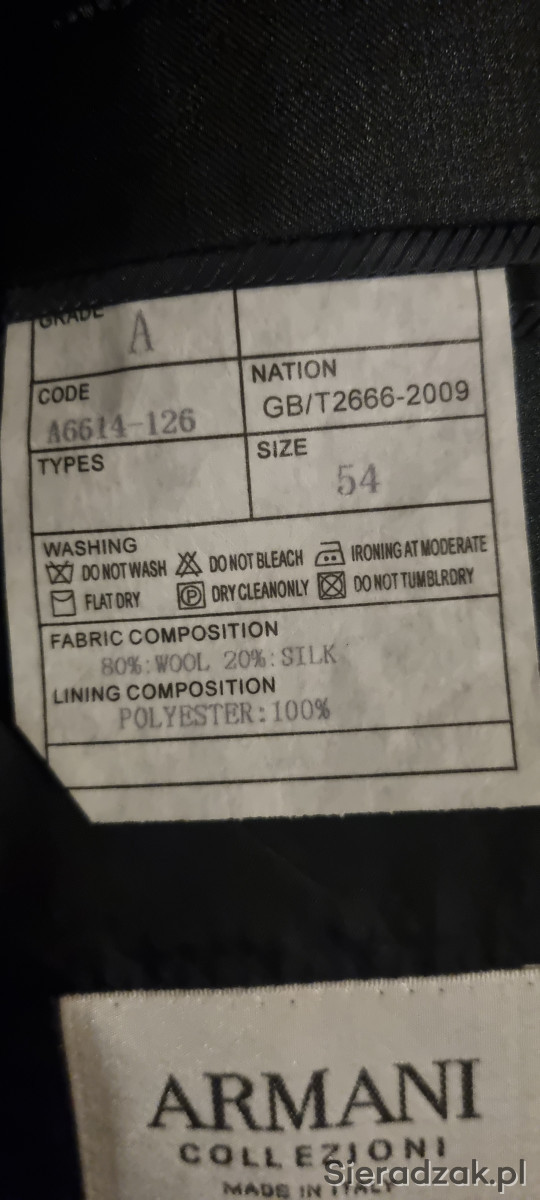 GRADE
A
CODE
A6614-126
NATION
GB/T2666-2009
TYPES
SIZE
54
WASHING
DO NOT WASH DO NOT BLEACH IRONING AT MODERATE
FLAT DRY DRY CLEANONLY DO NOT TUMBLRDRY
FABRIC COMPOSITION
80%:WOOL 20%:SILK
LINING COMPOSITION
POLYESTER:100%
ARMANI
COLLEZIONI
MADE IN ITALY
Sieradzak.pl